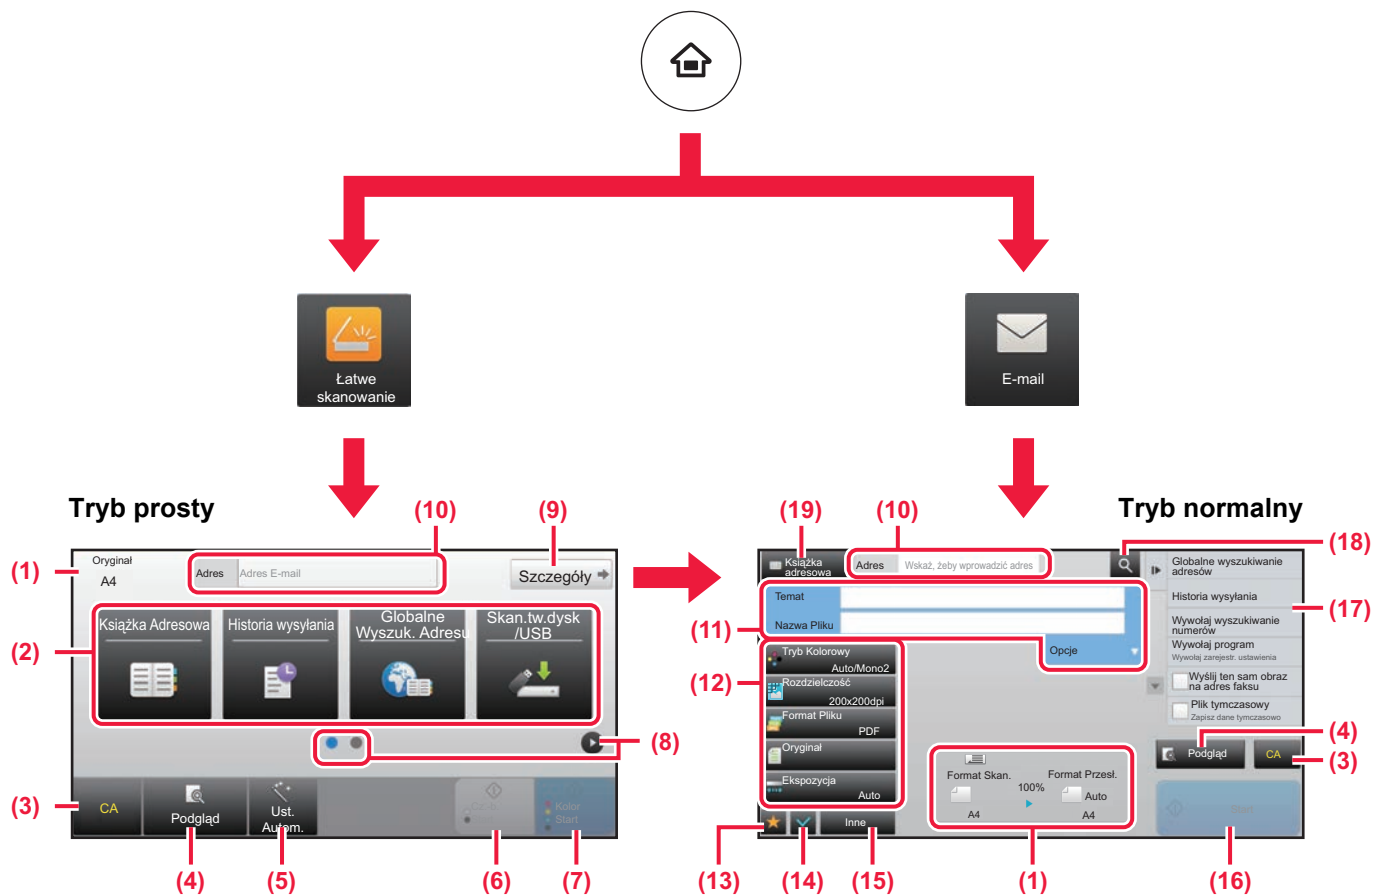 Łatwe
skanowanie
E-mail
Tryb prosty
(10)
(9)
(1)
Oryginał
A4
Adres
Adres E-mail
Szczegóły
(2)
Książka Adresowa
Historia wysyłania
Globalne
Wyszuk. Adresu
Skan.tw.dysk
/USB
(8)
(3)
CA
Podgląd
Ust.
Autom.
Kolor
Start
(4)
(5)
(6)
(7)
Tryb normalny
(19)
(10)
(18)
Książka
adresowa
Adres
Wskaż, żeby wprowadzić adres
Globalne wyszukiwanie
adresów
Historia wysyłania
(17)
Wywołaj wyszukiwanie
numerów
Wywołaj program
Wywołaj zarejestr. ustawienia
Wyślij ten sam obraz
na adres faksu
Plik tymczasowy
Zapisz dane tymczasowo
(11)
Temat
Nazwa Pliku
Opcje
(12)
Tryb Kolorowy
Auto/Mono2
Rozdzielczość
200x200dpi
Format Pliku
PDF
Oryginał
Ekspozycja
Auto
(4)
Podgląd
CA
(3)
Format Skan.
100%
Format Przesł.
Auto
A4
A4
Inne
Start
(13)
(14)
(15)
(1)
(16)